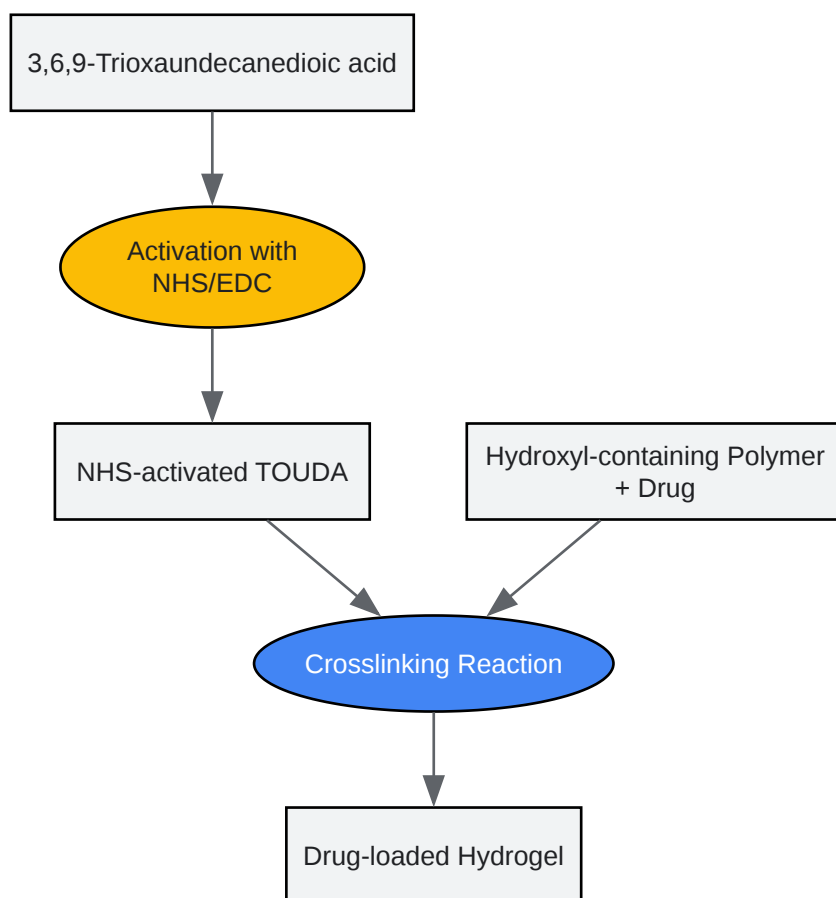 3,6,9-Trioxaundecanedioic acid
Activation with
NHS/EDC
NHS-activated TOUDA
Hydroxyl-containing Polymer
+ Drug
Crosslinking Reaction
Drug-loaded Hydrogel